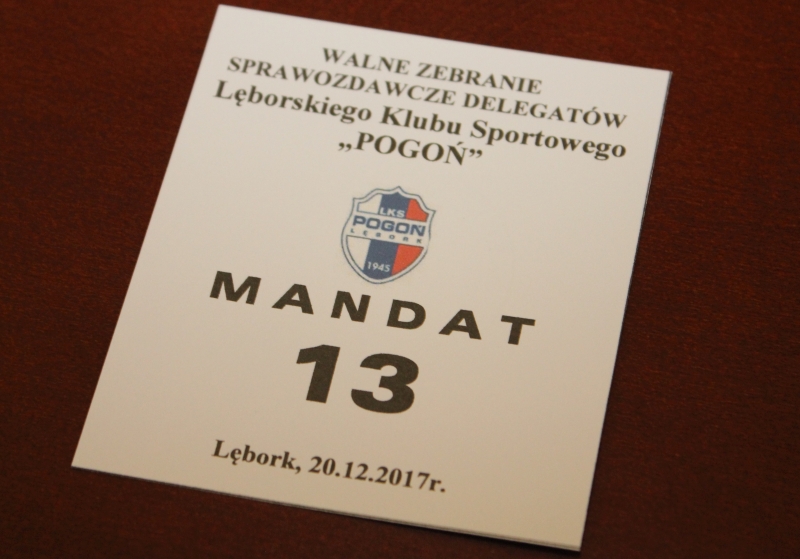 WALNE ZEBRANIE
SPRAWOZDAWCZE DELEGATÓW
Lęborskiego Klubu Sportowego
„POGOŃ”
ŁKS
POGOŃ
LĘBORK
1945
MANDAT
13
Lębork, 20.12.2017r.